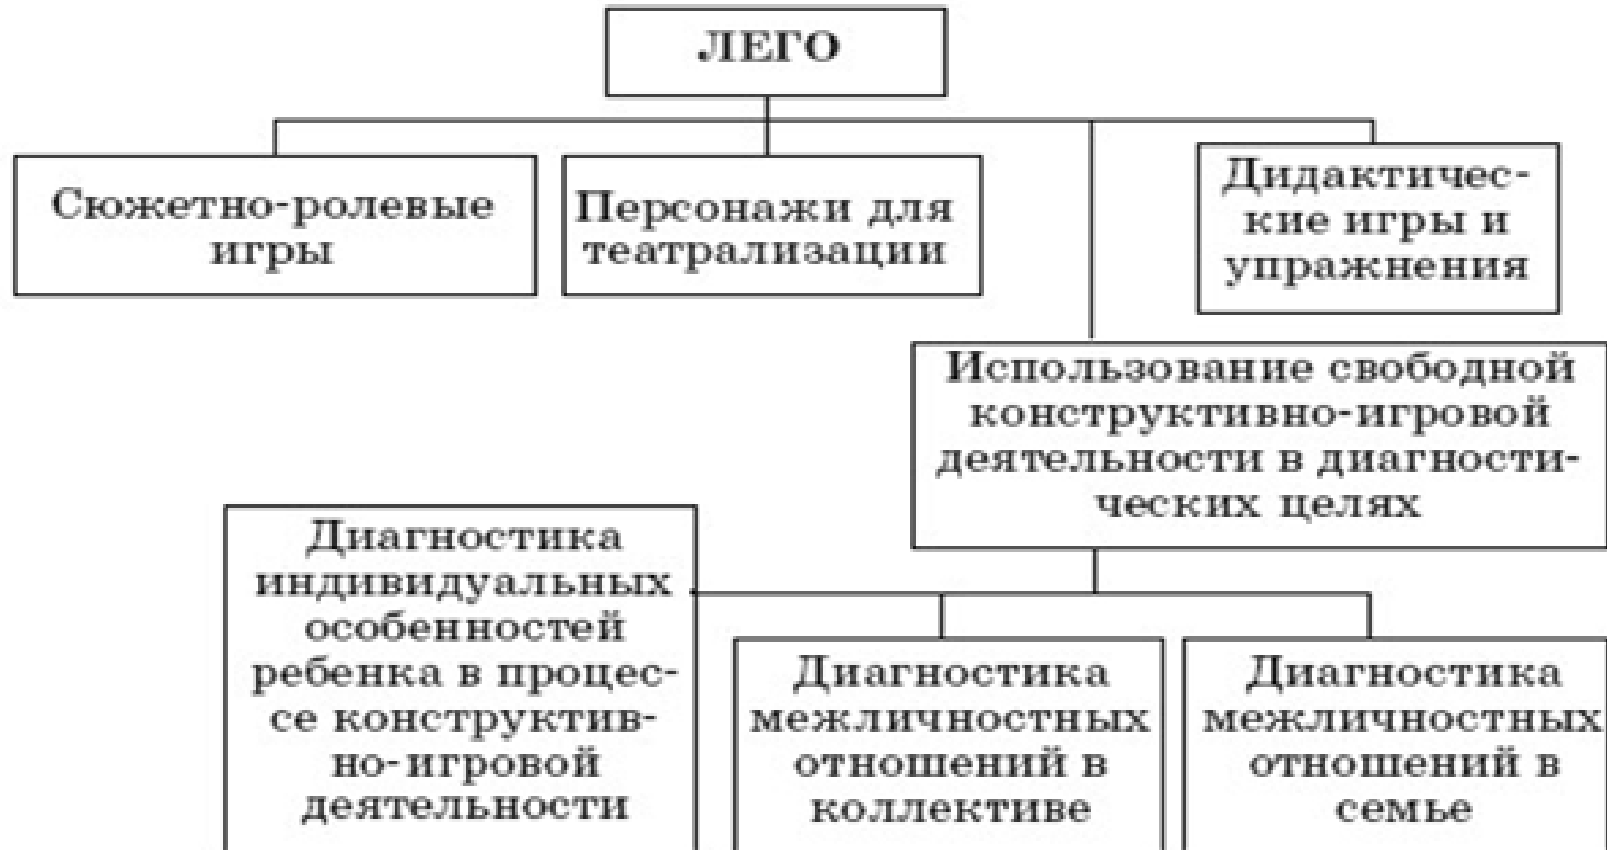 ЛЕГО
Сюжетно-ролевые
игры
Персонажи для
театрализации
Дидактичес-
кие игры и
упражнения
Использование свободной
конструктивно-игровой
деятельности в диагности-
ческих целях
Диагностика
индивидуальных
особенностей
ребенка в процес-
се конструктив-
но-игровой
деятельности
Диагностика
межличностных
отношений в
коллективе
Диагностика
межличностных
отношений в
семье